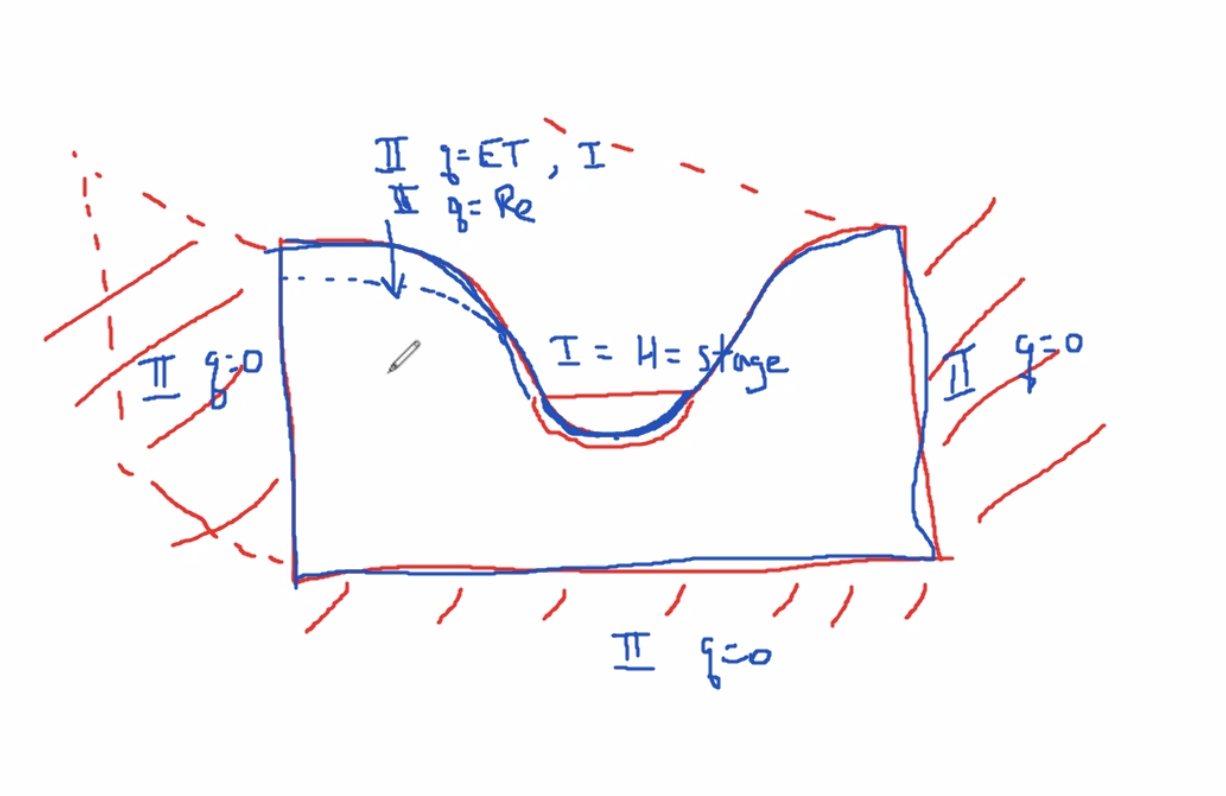 II q=ET, I
II q=Re
I = H = stage
II q=0
II q=0
II q=0